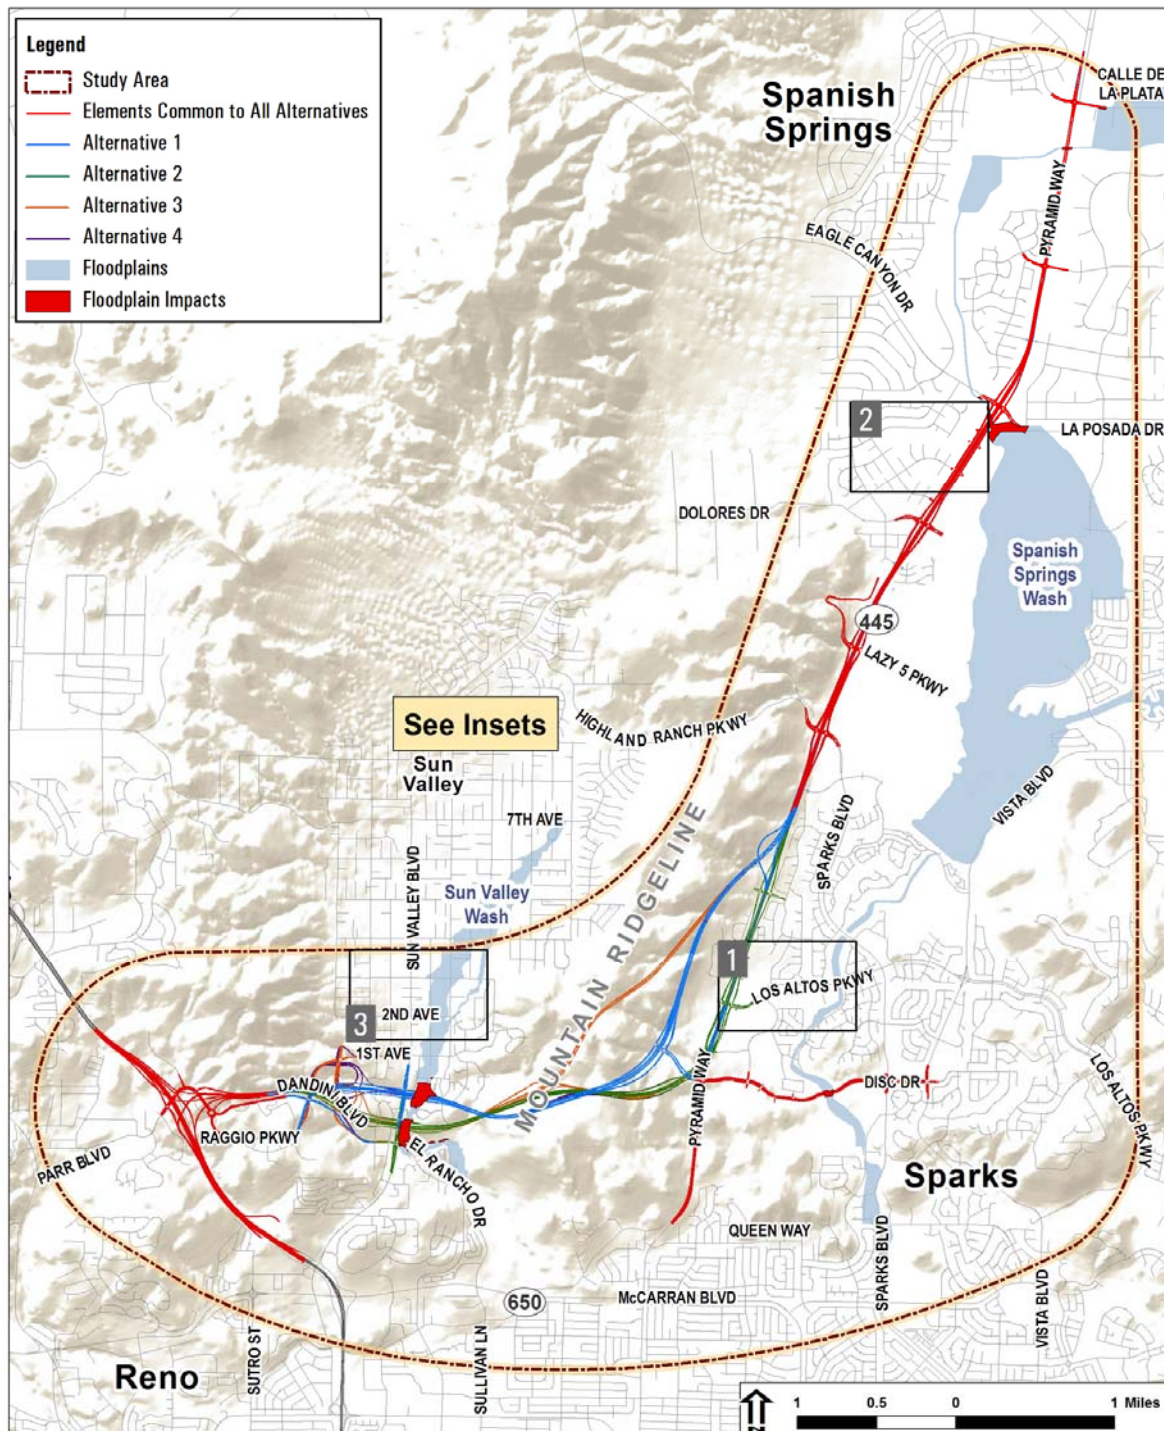 Legend
Study Area
Elements Common to All Alternatives
Alternative 1
Alternative 2
Alternative 3
Alternative 4
Floodplains
Floodplain Impacts
Spanish
Springs
CALLE DE
LA PLATA
PYRAMID WAY
EAGLE CANYON DR
2
LA POSADA DR
DOLORES DR
Spanish
Springs
Wash
445
LAZY 5 PKWY
See Insets
HIGHLAND RANCH PKWY
Sun
Valley
7TH AVE
VISTA BLVD
SPARKS BLVD
SUN VALLEY BLVD
Sun Valley
Wash
MOUNTAIN RIDGELINE
1
LOS ALTOS PKWY
2ND AVE
3
1ST AVE
DANDINI BLVD
DISC DR
PYRAMID WAY
LOS ALTOS PKWY
RAGGIO PKWY
PARR BLVD
EL RANCHO DR
Sparks
QUEEN WAY
SPARKS BLVD
650
McCARRAN BLVD
VISTA BLVD
SUTRO ST
SULLIVAN LN
Reno
1 0.5 0 1 Miles
N